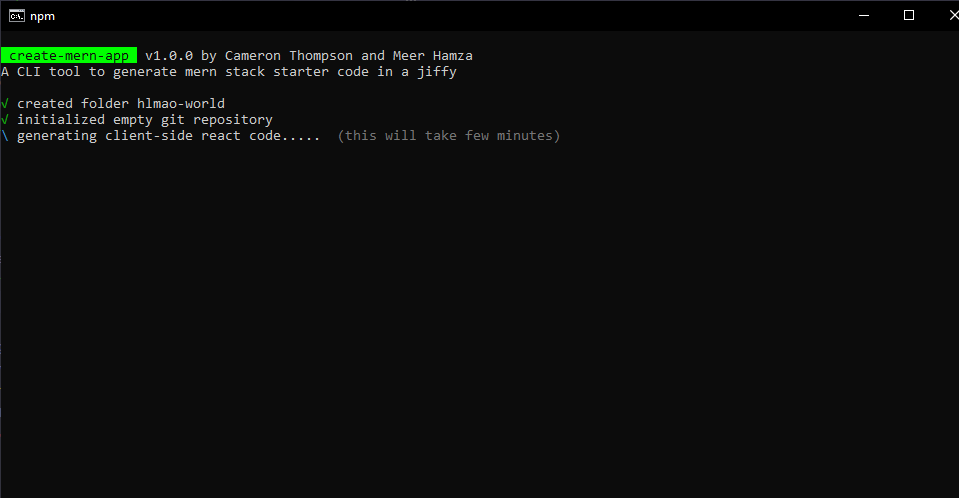 npm
create-mern-app v1.0.0 by Cameron Thompson and Meer Hamza
A CLI tool to generate mern stack starter code in a jiffy
√ created folder hlmao-world
√ initialized empty git repository
\ generating client-side react code..... (this will take few minutes)